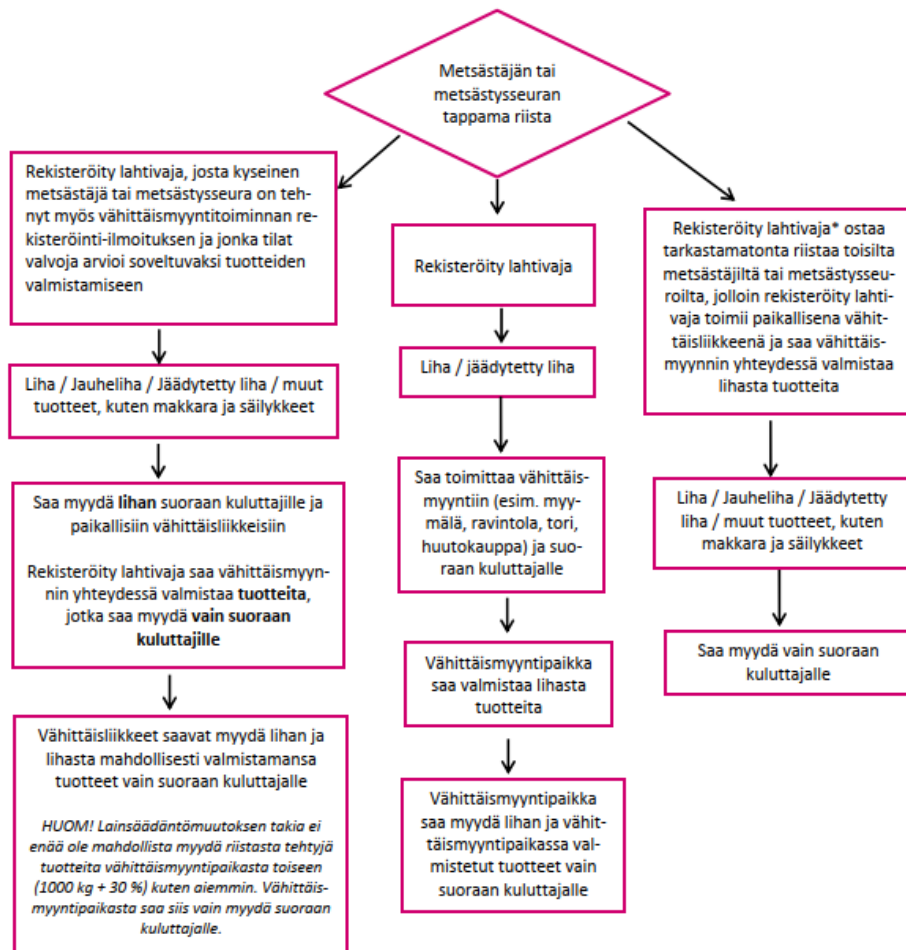 Metsästäjän tai
metsästysseuran
tappama riista
Rekisteröity lahtivaja, josta kyseinen
metsästäjä tai metsästysseura on teh-
nyt myös vähittäismyyntitoiminnan re-
kisteröinti-ilmoituksen ja jonka tilat
valvoja arvioi soveltuvaksi tuotteiden
valmistamiseen
Liha / Jauheliha / Jäädytetty liha / muut
tuotteet, kuten makkara ja säilykkeet
Saa myydä lihan suoraan kuluttajille ja
paikallisiin vähittäisliikkeisiin
Rekisteröity lahtivaja saa vähittäismyyn-
nin yhteydessä valmistaa tuotteita,
jotka saa myydä vain suoraan
kuluttajille
Vähittäisliikkeet saavat myydä lihan ja
lihasta mahdollisesti valmistamansa
tuotteet vain suoraan kuluttajalle
HUOM! Lainsäädäntömuutoksen takia ei
enää ole mahdollista myydä riistasta tehtyjä
tuotteita vähittäismyyntipaikasta toiseen
(1000 kg + 30 %) kuten aiemmin. Vähittäis-
myyntipaikasta saa siis vain myydä suoraan
kuluttajalle.
Rekisteröity lahtivaja
Liha / jäädytetty liha
Saa toimittaa vähittäis-
myyntiin (esim. myy-
mälä, ravintola, tori,
huutokauppa) ja suo-
raan kuluttajalle
Vähittäismyyntipaikka
saa valmistaa lihasta
tuotteita
Vähittäismyyntipaikka
saa myydä lihan ja vähit-
täismyyntipaikassa val-
mistetut tuotteet vain
suoraan kuluttajalle
Rekisteröity lahtivaja* ostaa
tarkastamatonta riistaa toisilta
metsästäjiltä tai metsästysseu-
roilta, jolloin rekisteröity lahti-
vaja toimii paikallisena vähit-
täisliikkeenä ja saa vähittäis-
myynnin yhteydessä valmistaa
lihasta tuotteita
Liha / Jauheliha / Jäädytetty
liha / muut tuotteet, kuten
makkara ja säilykkeet
Saa myydä vain suoraan
kuluttajalle